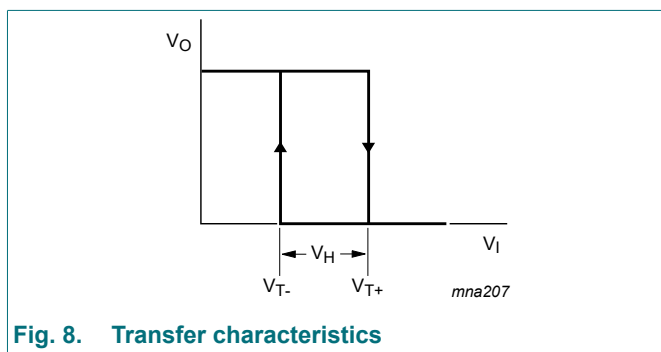 VO
VI
VH
VT-
VT+
mna207
Fig. 8. Transfer characteristics